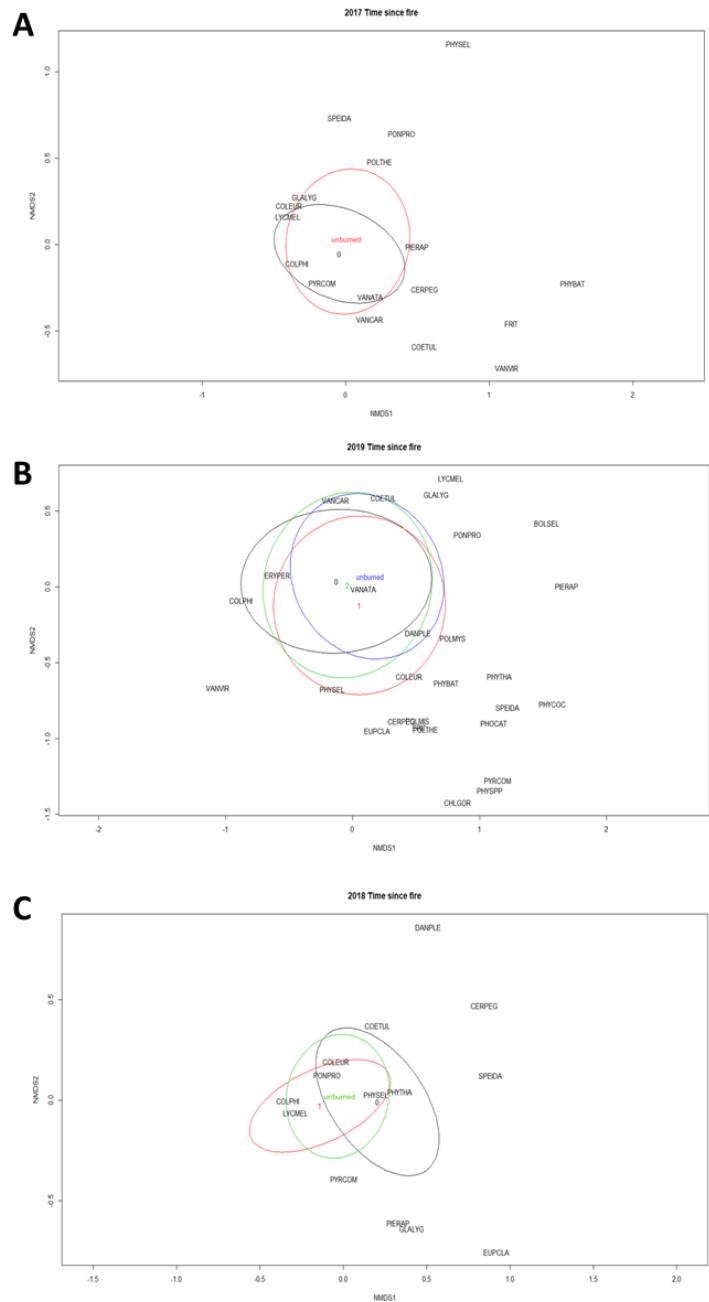 A
2017 Time since fire
PHYSEL
1.0
SPEIDA
PONPRO
0.5
POLTHE
GLALYG
COLEUR
LYCMEL
NMDS2
unburned
0.0
PIERAP
0
COLPHI
PYRCOM
PHYBAT
CERPEG
VANATA
VANCAR
FRIT
-0.5
COETUL
VANVIR
-1
0
1
2
NMDS1
B
2019 Time since fire
LYCMEL
GLALYG
VANCAR
COETUL
0.5
BOLSEL
PONPRO
ERYPER
0
unburned
2
VANATA
0.0
PIERAP
COLPHI
1
NMDS2
DANPLE
POLMYS
-0.5
COLEUR
PHYTHA
PHYBAT
VANVIR
PHYSEL
PHYCOC
SPEIDA
CERPEG
POLMIS
PHOCAT
EUPCLA
POLTHE
-1.0
PYRCOM
PHYSPP
CHLGOR
-1.5
-2
-1
0
1
2
NMDS1
C
2018 Time since fire
DANPLE
0.5
CERPEG
COETUL
COLEUR
PONPRO
SPEIDA
PHYSEL
PHYTHA
NMDS2
0.0
COLPHI
unburned
0
1
LYCMEL
PYRCOM
-0.5
PIERAP
GLALYG
EUPCLA
-1.5
-1.0
-0.5
0.0
0.5
1.0
1.5
2.0
NMDS1